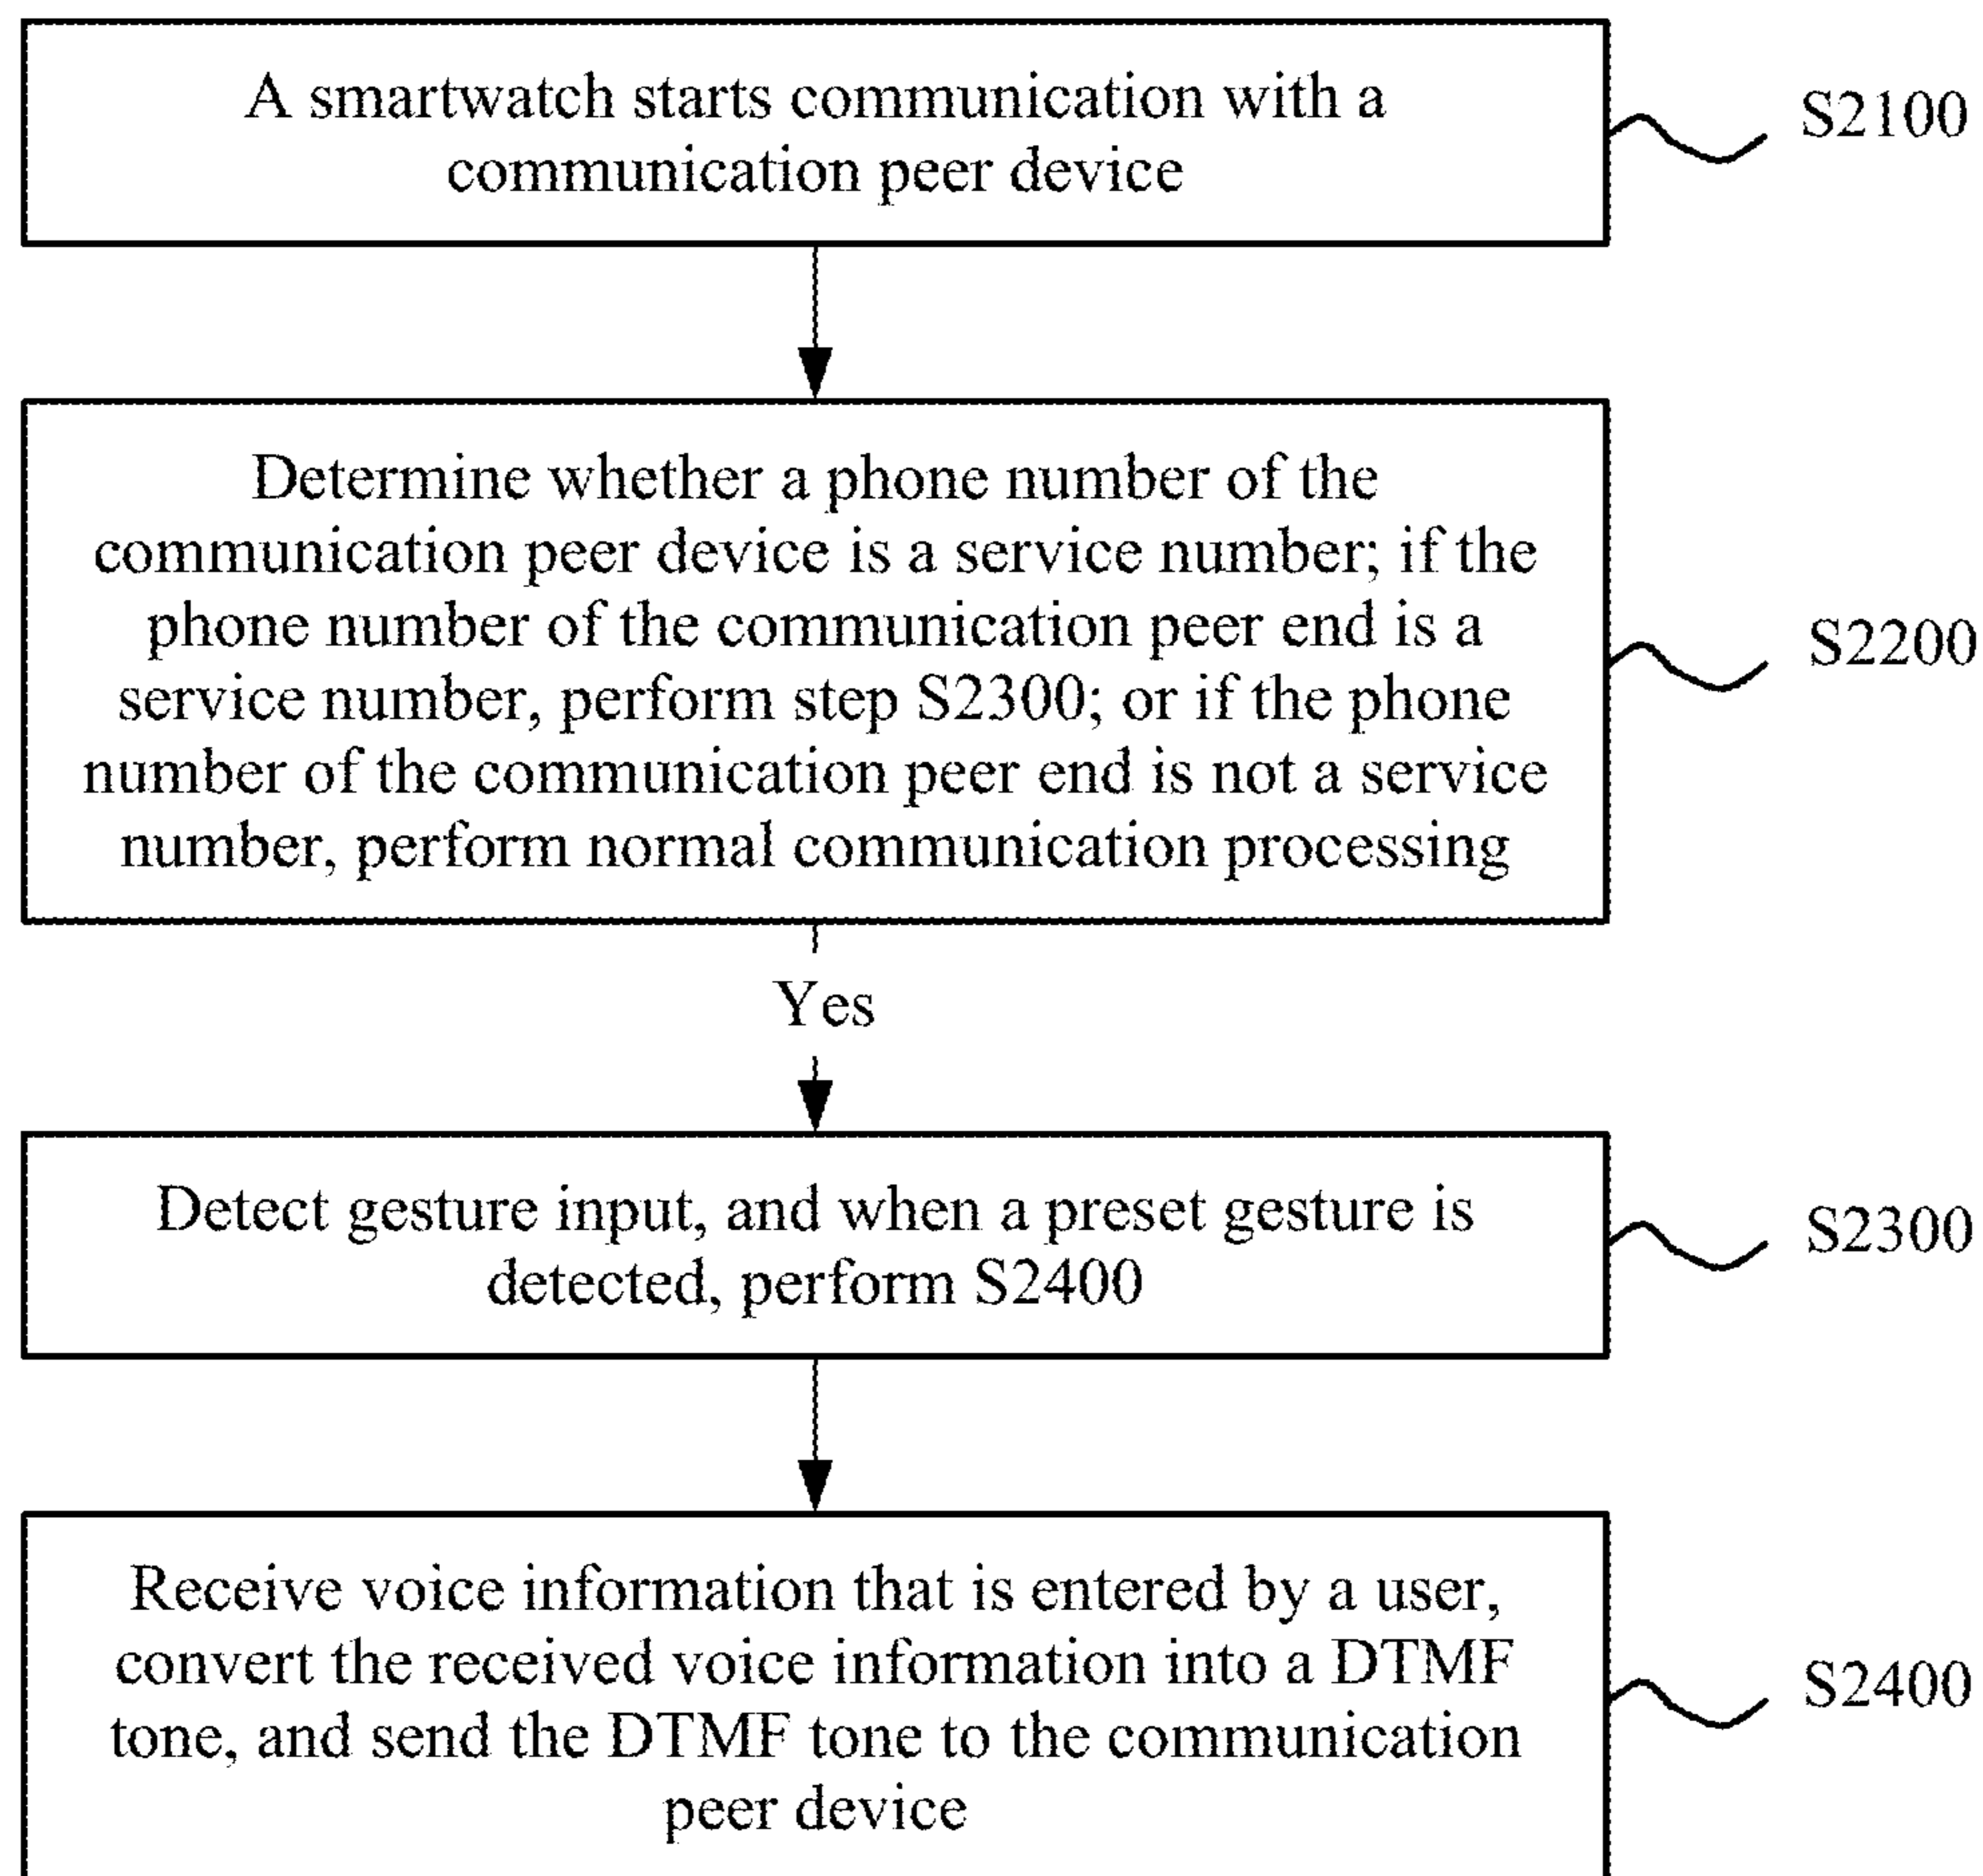 A smartwatch starts communication with a
communication peer device
S2100
Determine whether a phone number of the
communication peer device is a service number; if the
phone number of the communication peer end is a
service number, perform step S2300; or if the phone
number of the communication peer end is not a service
number, perform normal communication processing
S2200
Yes
Detect gesture input, and when a preset gesture is
detected, perform S2400
S2300
Receive voice information that is entered by a user,
convert the received voice information into a DTMF
tone, and send the DTMF tone to the communication
peer device
S2400